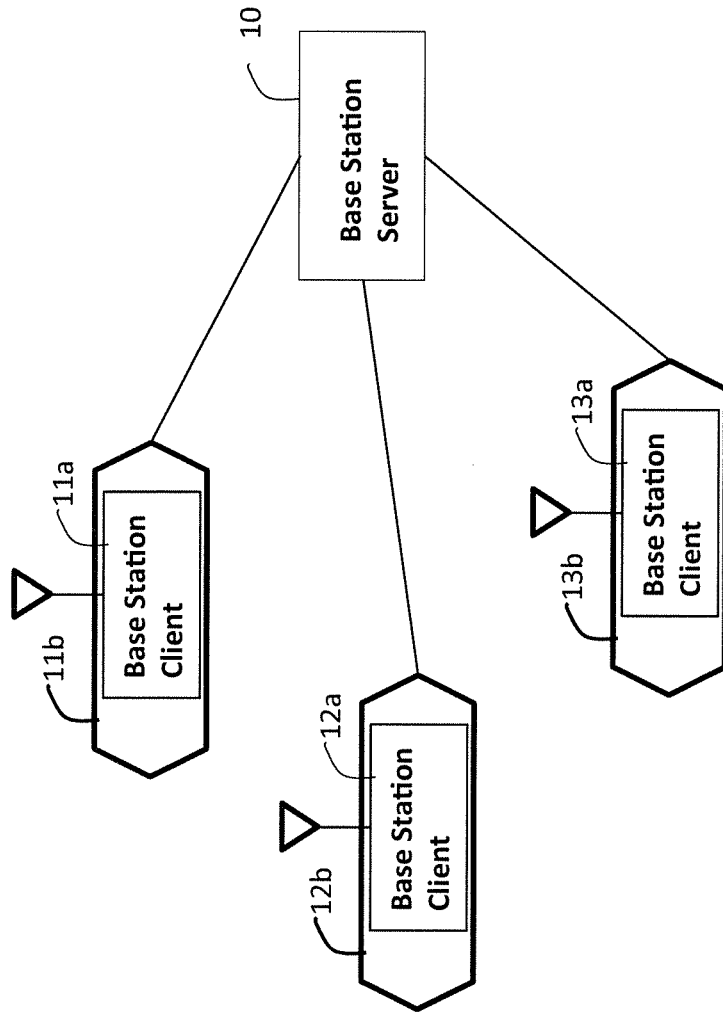 10
Base Station
Server
11a
11b
Base Station
Client
12a
12b
Base Station
Client
13a
13b
Base Station
Client